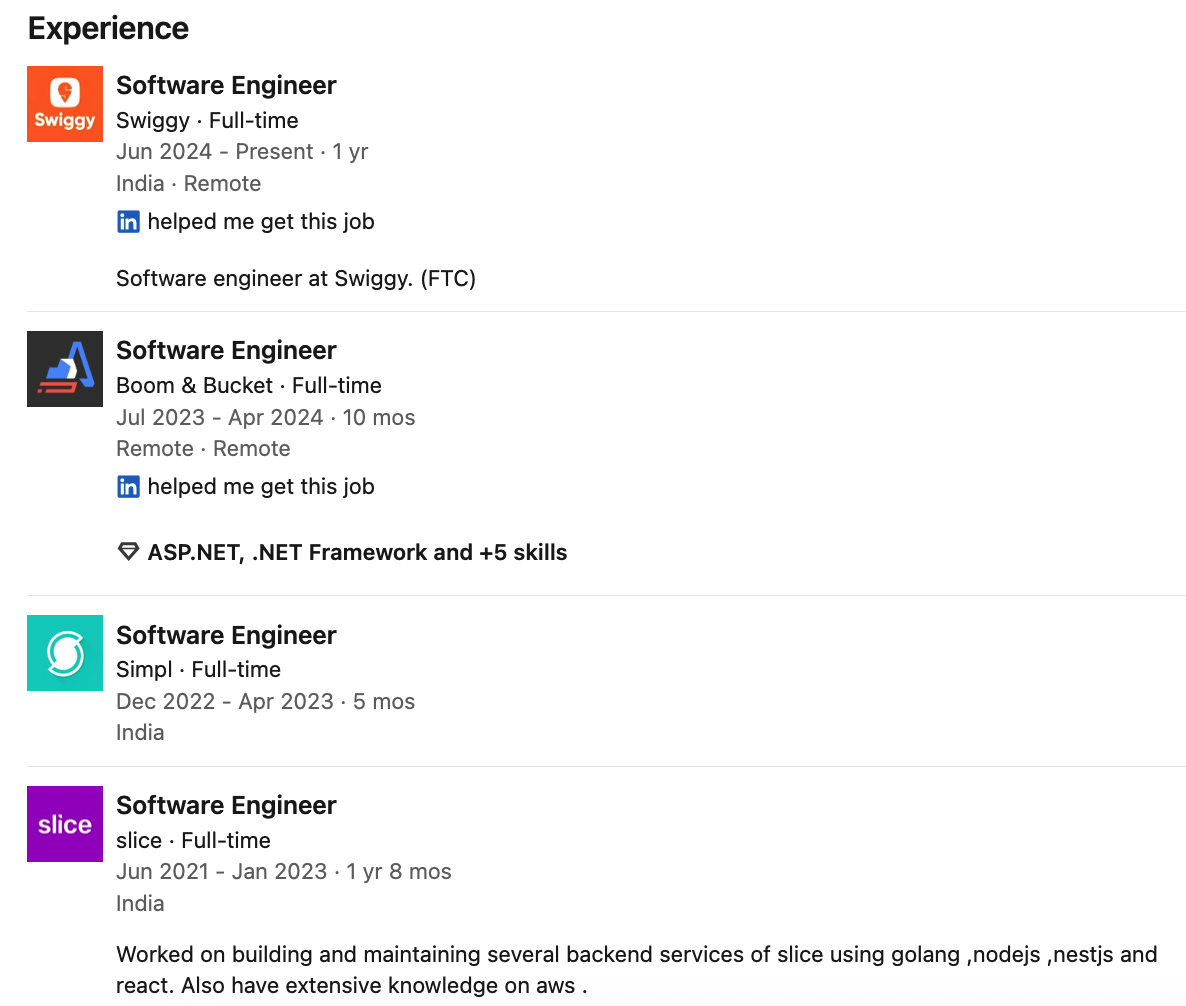 Experience
Swiggy
Software Engineer
Swiggy · Full-time
Jun 2024 - Present · 1 yr
India · Remote
in helped me get this job
Software engineer at Swiggy. (FTC)
Software Engineer
Boom & Bucket · Full-time
Jul 2023 - Apr 2024 · 10 mos
Remote · Remote
in helped me get this job
ASP.NET, .NET Framework and +5 skills
Software Engineer
Simpl · Full-time
Dec 2022 - Apr 2023 · 5 mos
India
slice
Software Engineer
slice · Full-time
Jun 2021 - Jan 2023 · 1 yr 8 mos
India
Worked on building and maintaining several backend services of slice using golang ,nodejs ,nestjs and
react. Also have extensive knowledge on aws .